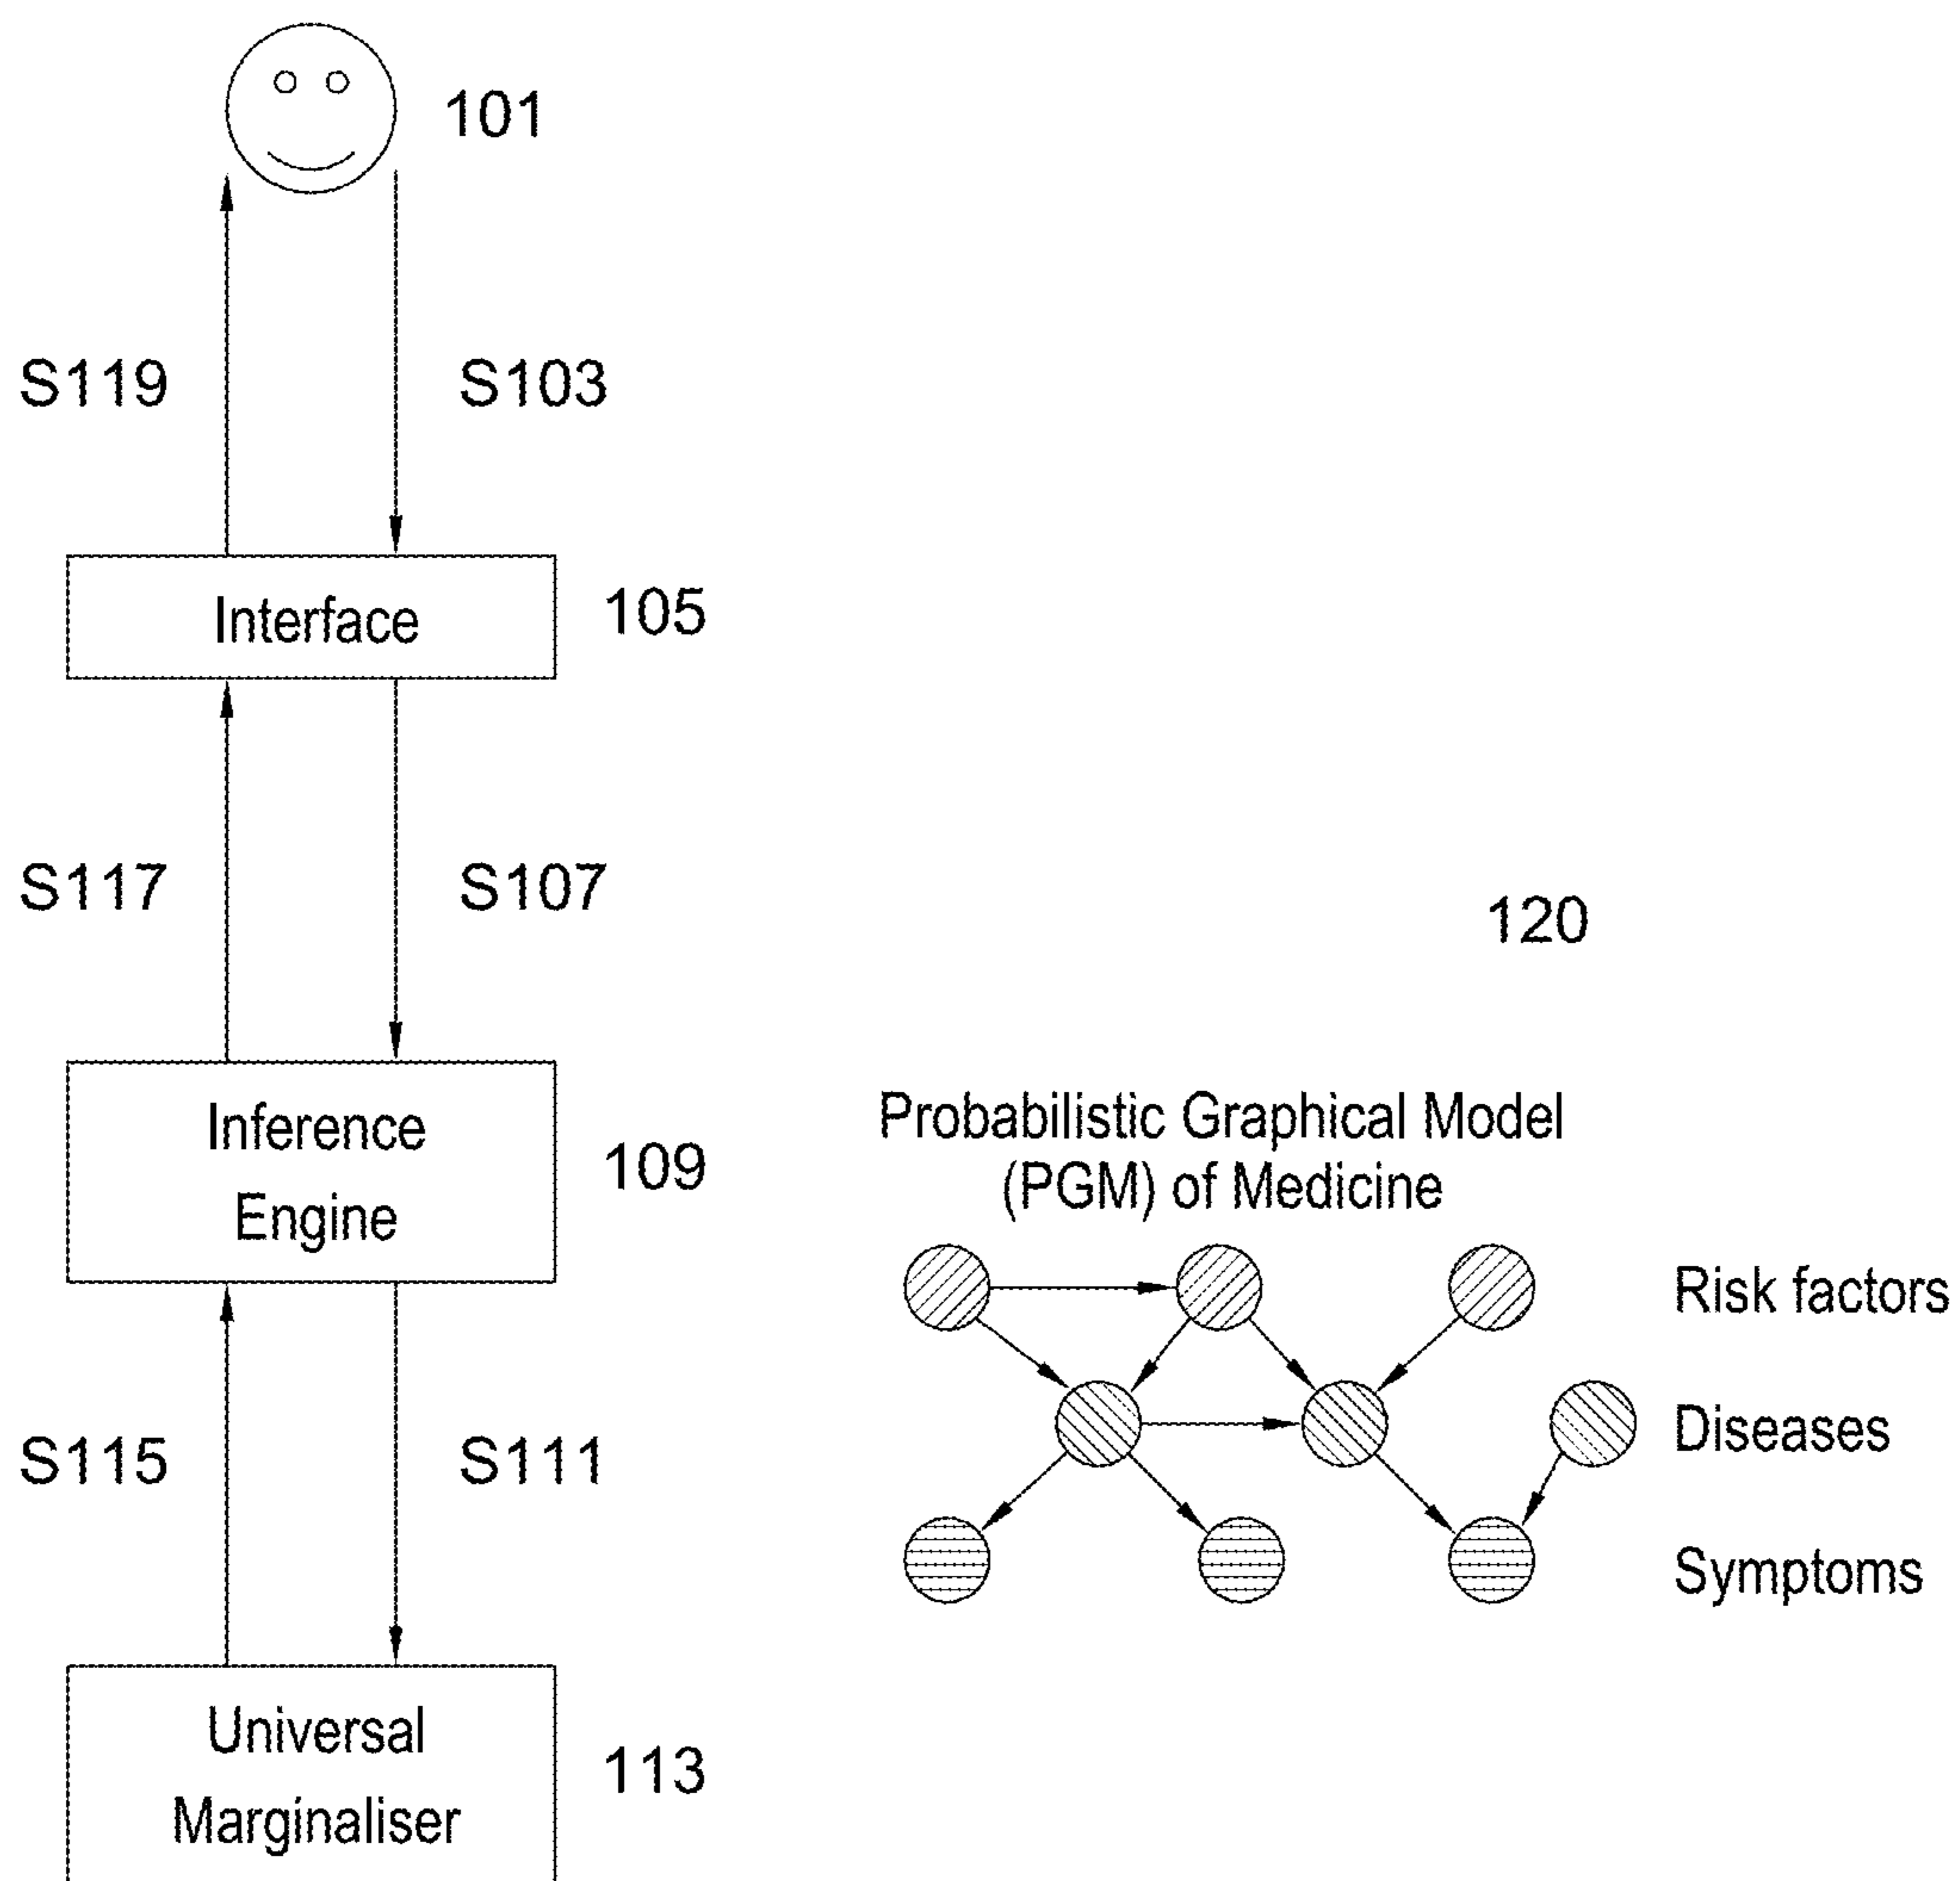 101
S119
S103
Interface
105
S117
S107
120
Inference
Engine
109
Probabilistic Graphical Model
(PGM) of Medicine
Risk factors
Diseases
Symptoms
S115
S111
Universal
Marginaliser
113